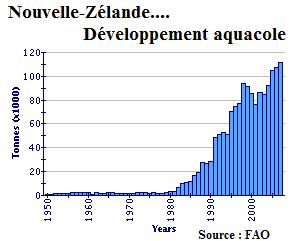 Nouvelle-Zélande....
Développement aquacole
Tonnes (x1000)
120
100
80
60
40
20
0
1950
1960
1970
1980
1990
2000
Years
Source : FAO